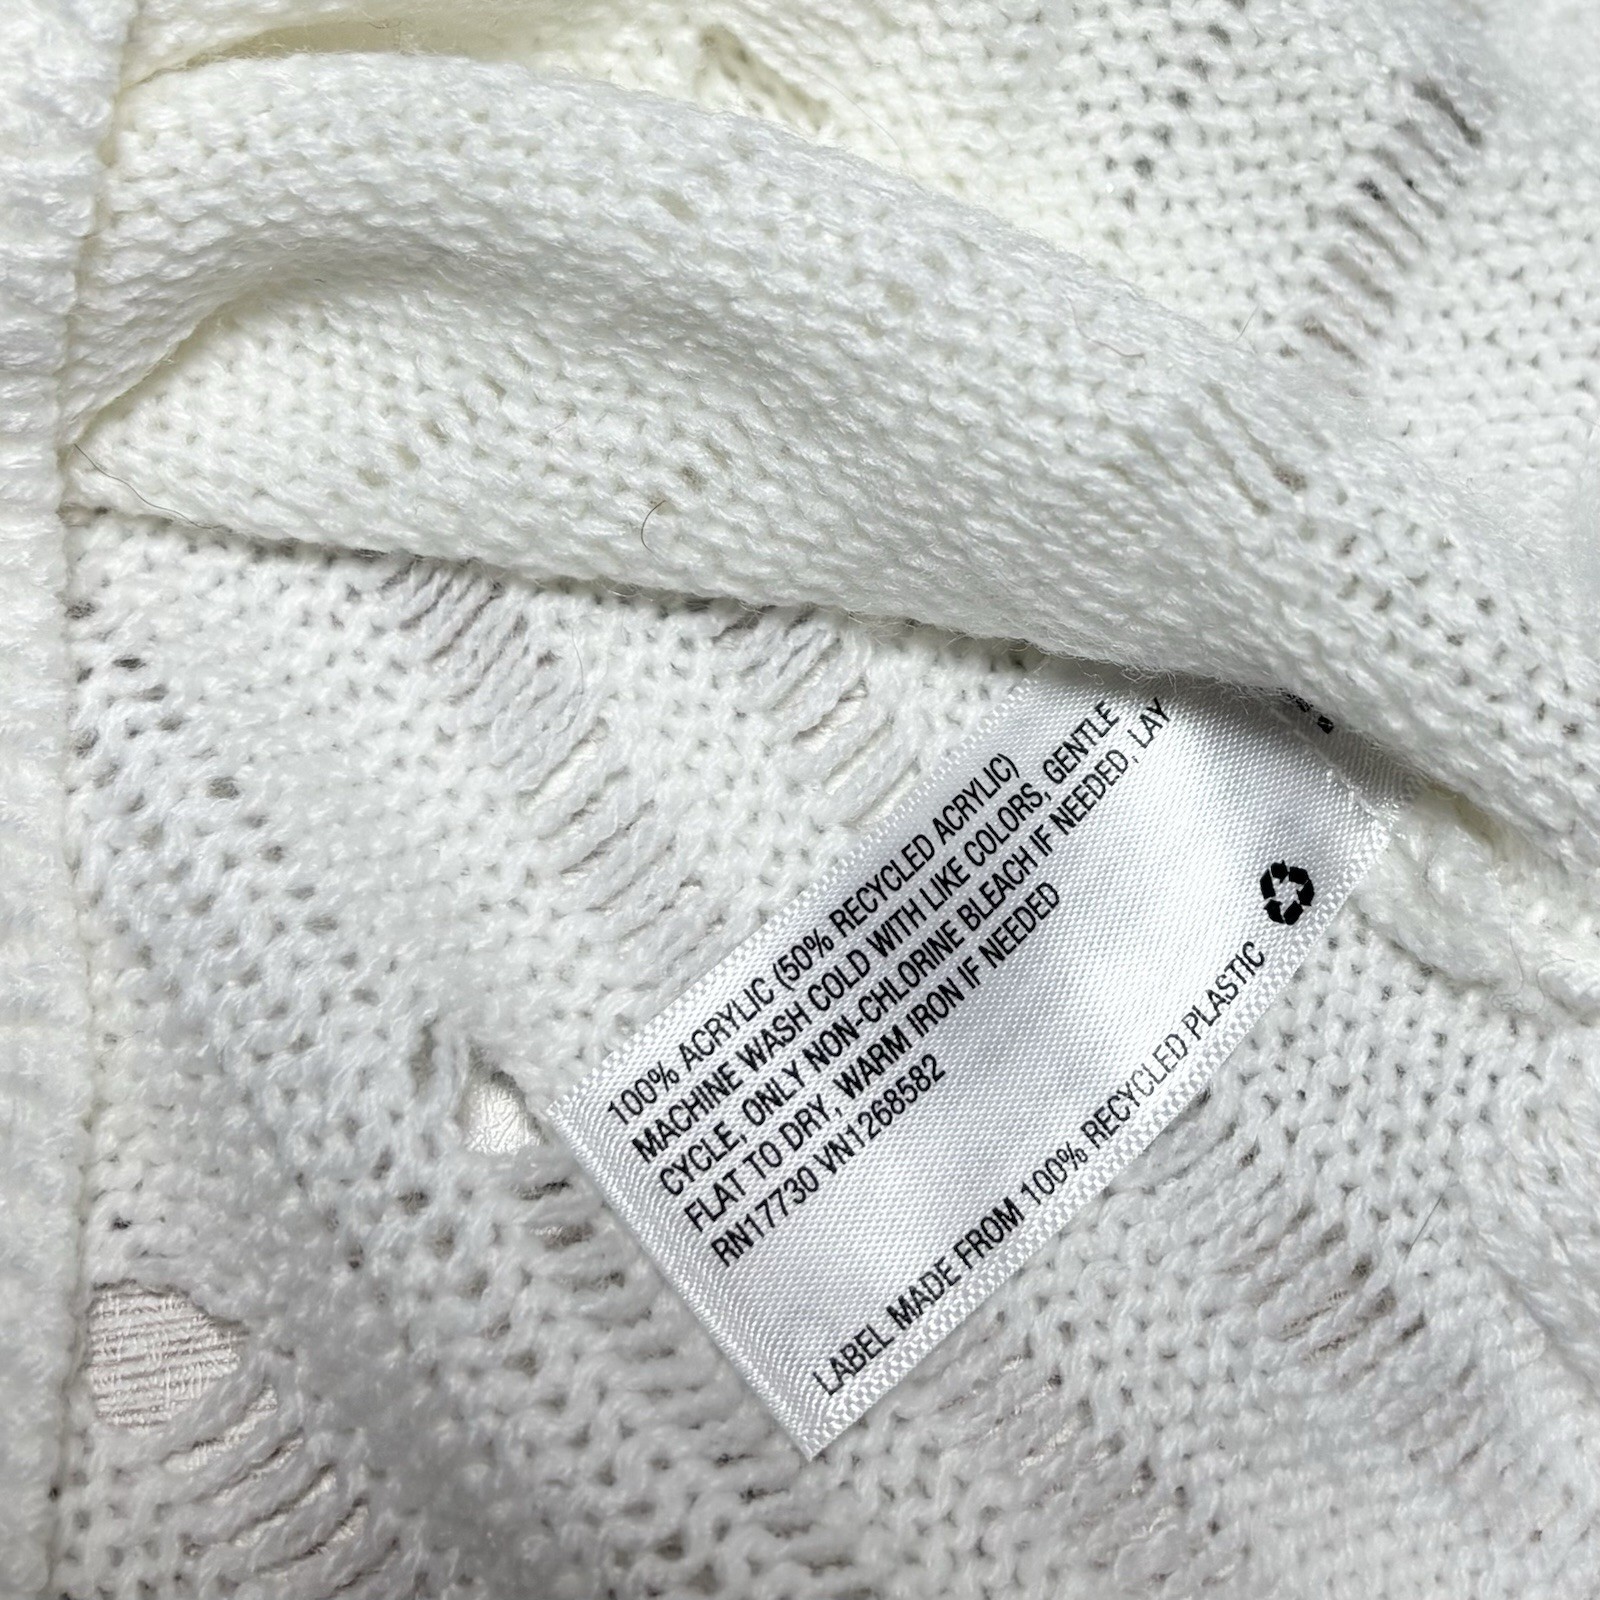 100% ACRYLIC (50% RECYCLED ACRYLIC)
MACHINE WASH COLD WITH LIKE COLORS, GENTLE
CYCLE, ONLY NON-CHLORINE BLEACH IF NEEDED, LAY
FLAT TO DRY, WARM IRON IF NEEDED
RN17730 VN1268582
LABEL MADE FROM 100% RECYCLED PLASTIC